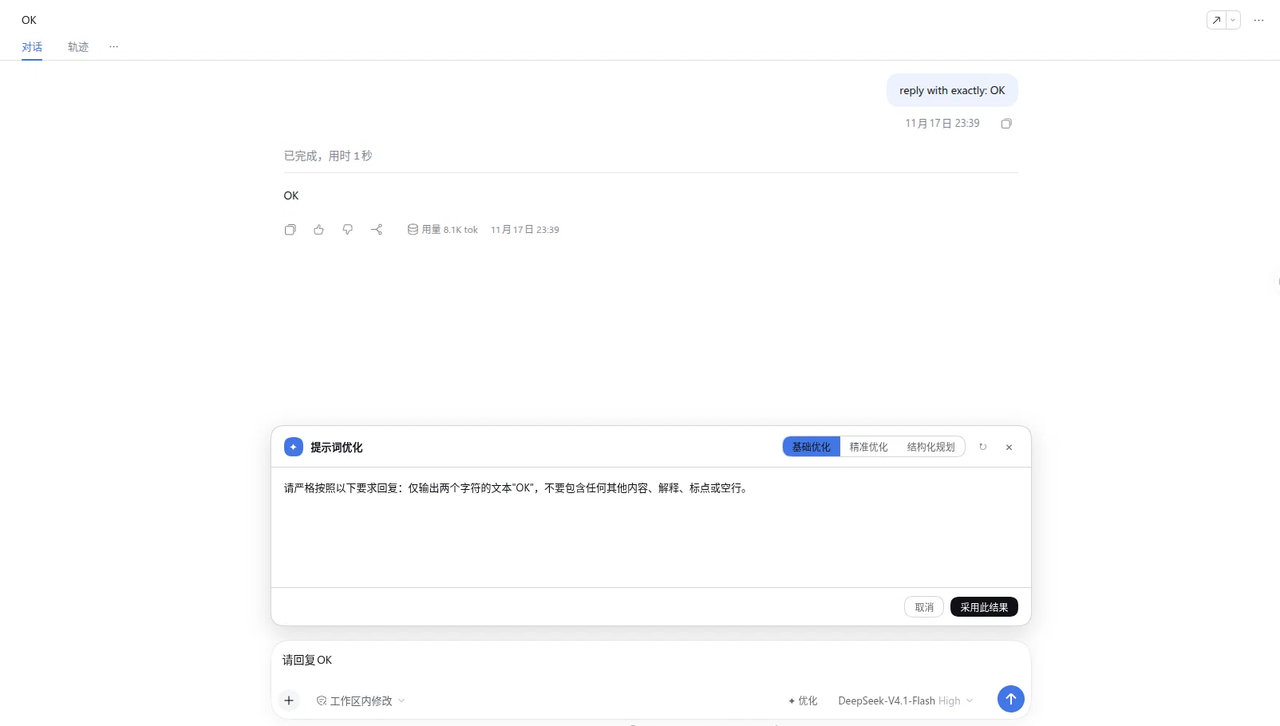 OK
对话 轨迹 ···
reply with exactly: OK
11月17日 23:39
已完成，用时 1 秒
OK
用量 8.1K tok 11月17日 23:39
提示词优化 基础优化 精准优化 结构化规划
请严格按照以下要求回复：仅输出两个字符的文本"OK"，不要包含任何其他内容、解释、标点或空行。
取消 采用此结果
请回复OK
工作区内修改 优化 DeepSeek-V4.1-Flash High